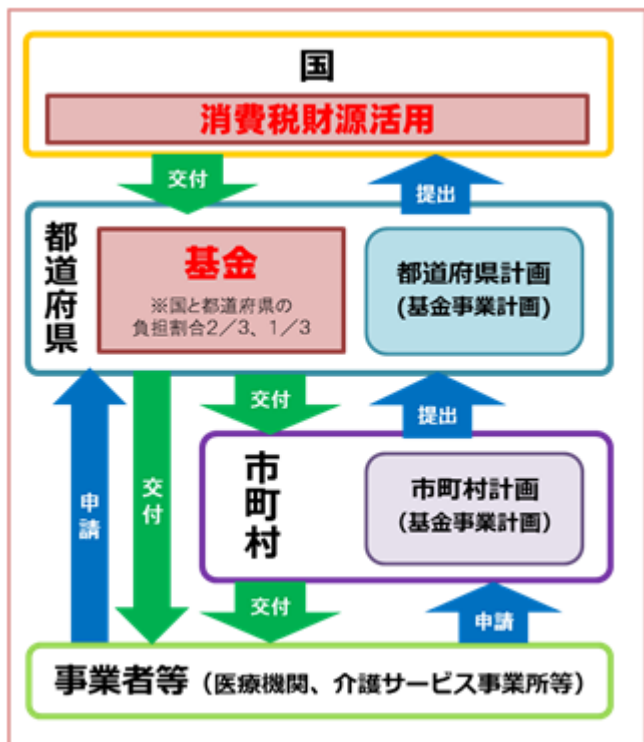 国
消費税財源活用
交付
提出
都道府県
基金
※国と都道府県の
負担割合2/3、1/3
都道府県計画
(基金事業計画)
交付
提出
申請
交付
市町村
市町村計画
(基金事業計画)
交付
申請
事業者等(医療機関、介護サービス事業所等)